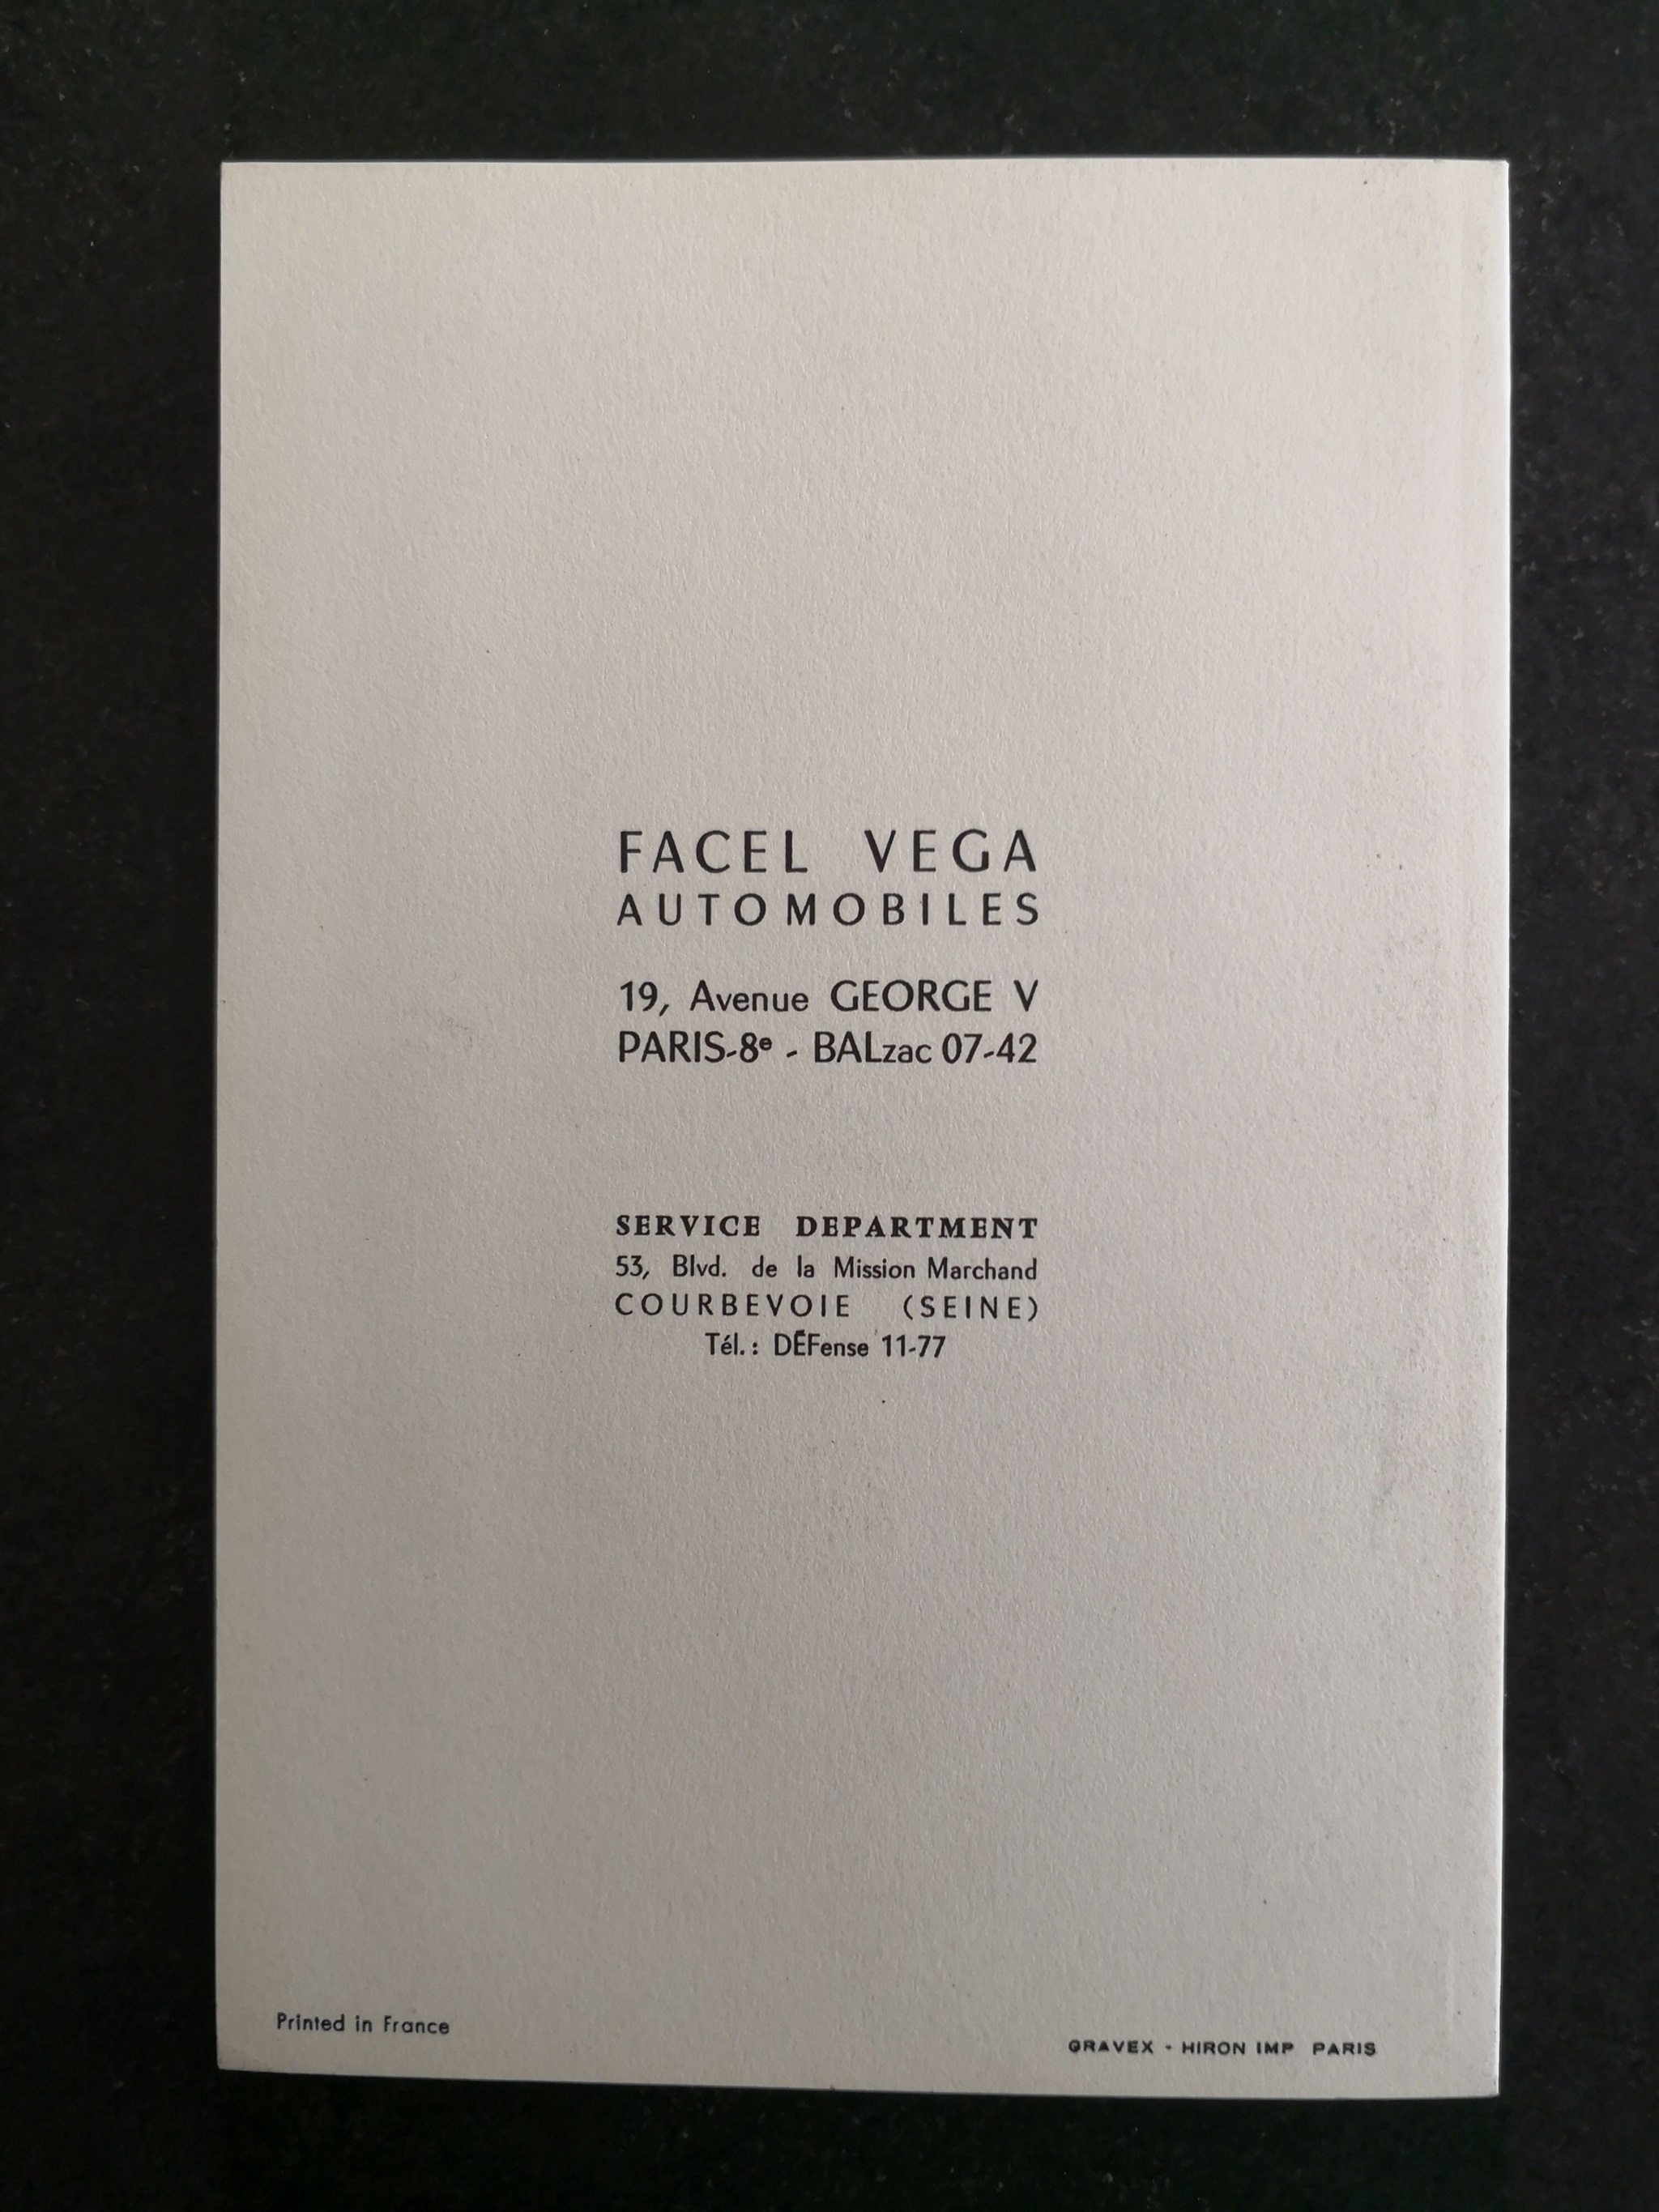 FACEL VEGA
AUTOMOBILES
19, Avenue GEORGE V
PARIS-8e - BALzac 07-42
SERVICE DEPARTMENT
53, Blvd. de la Mission Marchand
COURBEVOIE (SEINE)
Tél.: DÉFense 11-77
Printed in France
GRAVEX - HIRON IMP PARIS